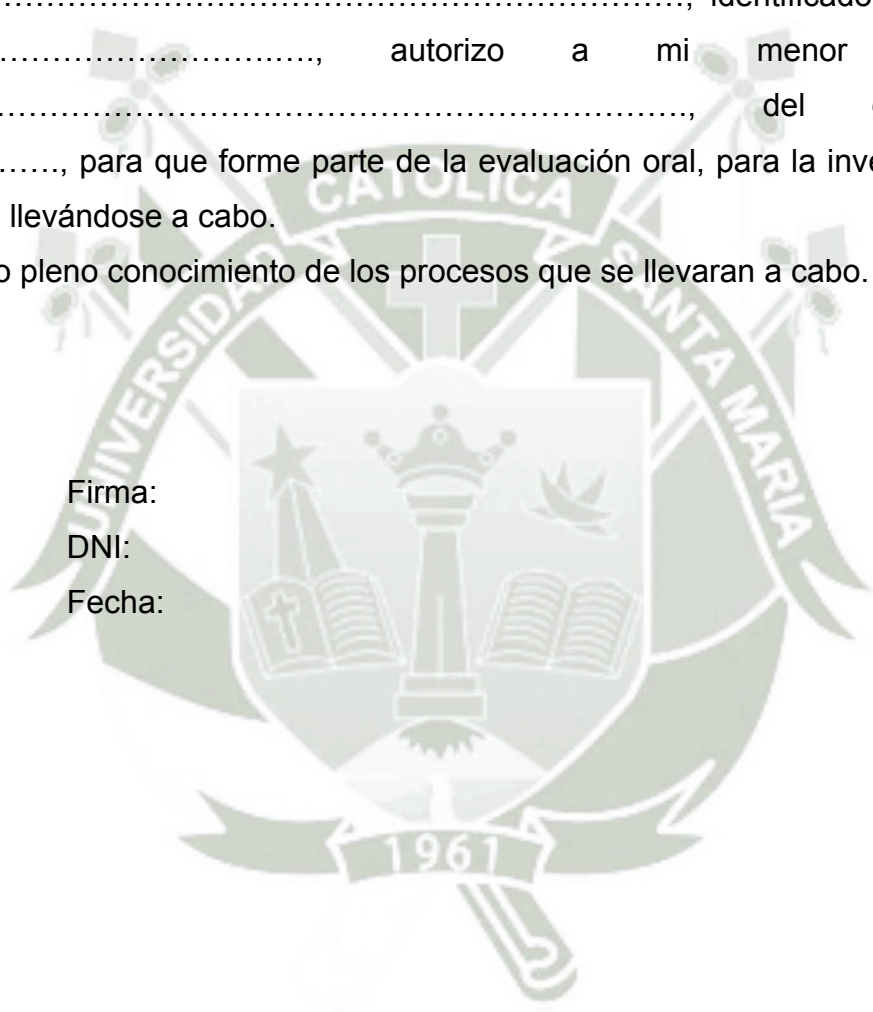 ……………………………………………………………………, identificado
……………………………., autorizo a mi menor
……………………………………………………………………., del
……., para que forme parte de la evaluación oral, para la
llevándose a cabo.
pleno conocimiento de los procesos que se llevaran a cabo.
UNIVERSIDAD CATOLICA SANTA MARIA
Firma:
DNI:
Fecha:
1961